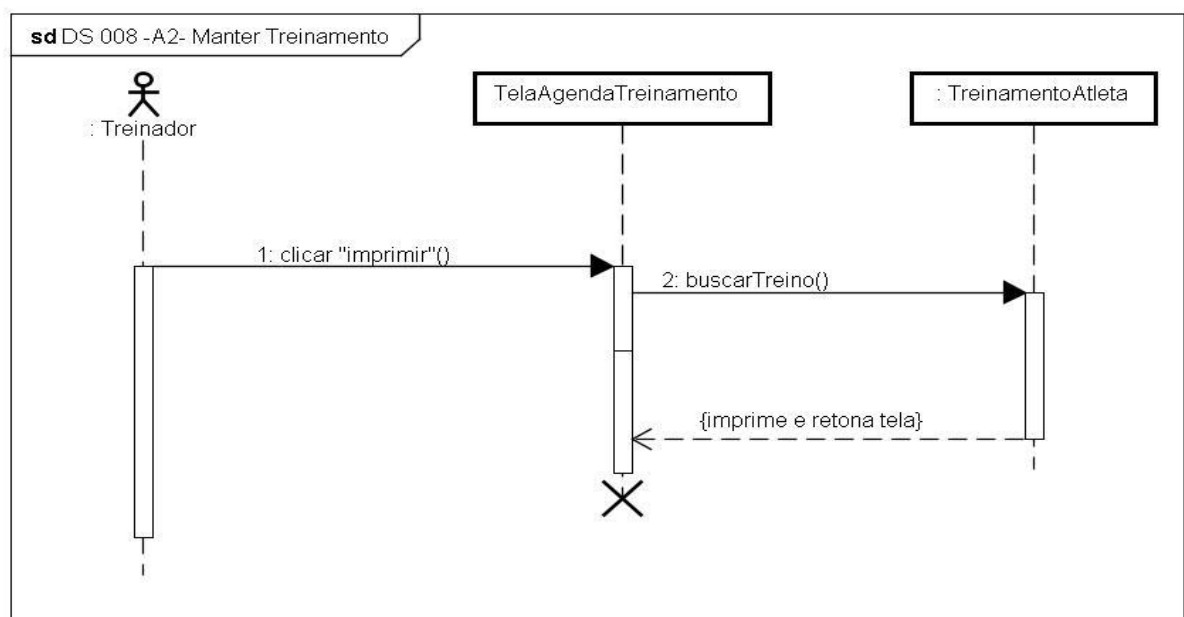 sd DS 008 -A2- Manter Treinamento
: Treinador
TelaAgendaTreinamento
: TreinamentoAtleta
1: clicar "imprimir"()
2: buscarTreino()
{imprime e retona tela}